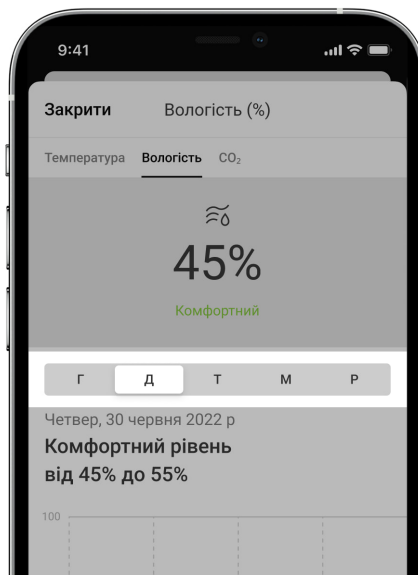 9:41
Закрити Вологість (%)
Температура Вологість CO₂
45%
Комфортний
Г Д Т М Р
Четвер, 30 червня 2022 р
Комфортний рівень
від 45% до 55%
100